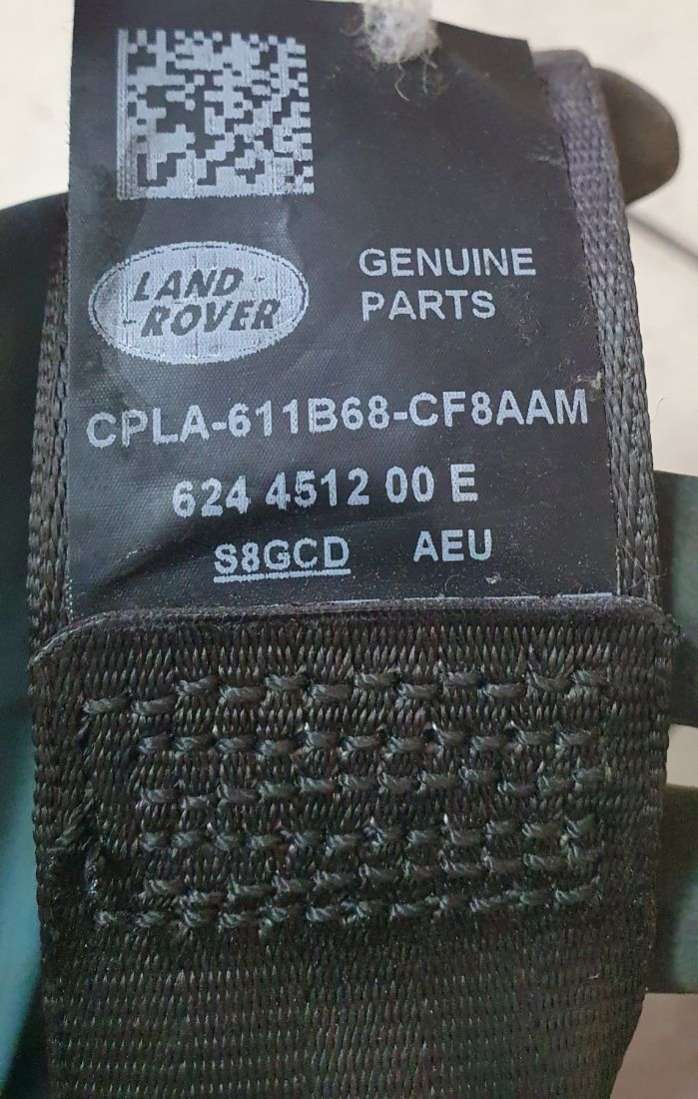 LAND-
-ROVER
GENUINE
PARTS
CPLA-611B68-CF8AAM
624 4512 00 E
S8GCD AEU